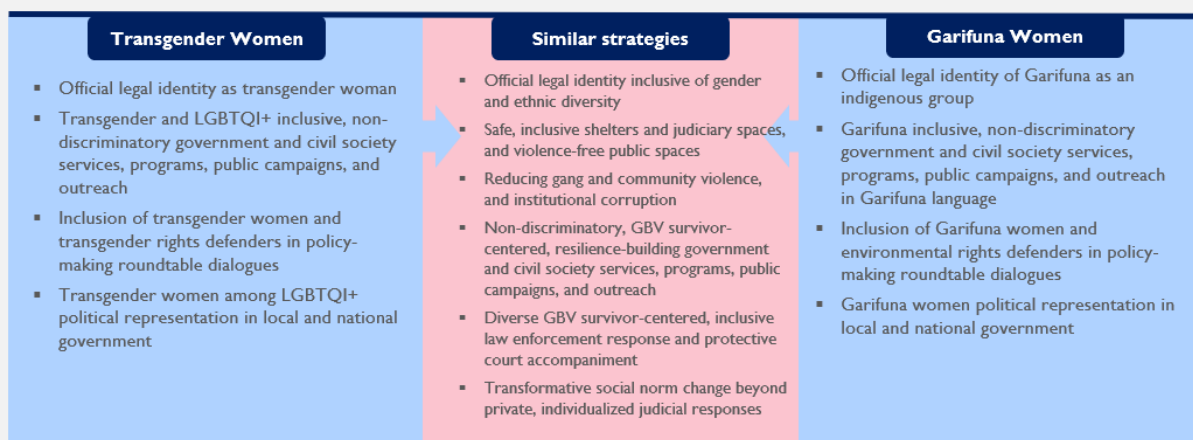 Transgender Women
▪ Official legal identity as transgender woman
▪ Transgender and LGBTQI+ inclusive, non-
discriminatory government and civil society
services, programs, public campaigns, and
outreach
▪ Inclusion of transgender women and
transgender rights defenders in policy-
making roundtable dialogues
▪ Transgender women among LGBTQI+
political representation in local and national
government
Similar strategies
▪ Official legal identity inclusive of gender
and ethnic diversity
▪ Safe, inclusive shelters and judiciary spaces,
and violence-free public spaces
▪ Reducing gang and community violence,
and institutional corruption
▪ Non-discriminatory, GBV survivor-
centered, resilience-building government
and civil society services, programs, public
campaigns, and outreach
▪ Diverse GBV survivor-centered, inclusive
law enforcement response and protective
court accompaniment
▪ Transformative social norm change beyond
private, individualized judicial responses
Garifuna Women
▪ Official legal identity of Garifuna as an
indigenous group
▪ Garifuna inclusive, non-discriminatory
government and civil society services,
programs, public campaigns, and outreach
in Garifuna language
▪ Inclusion of Garifuna women and
environmental rights defenders in policy-
making roundtable dialogues
▪ Garifuna women political representation in
local and national government